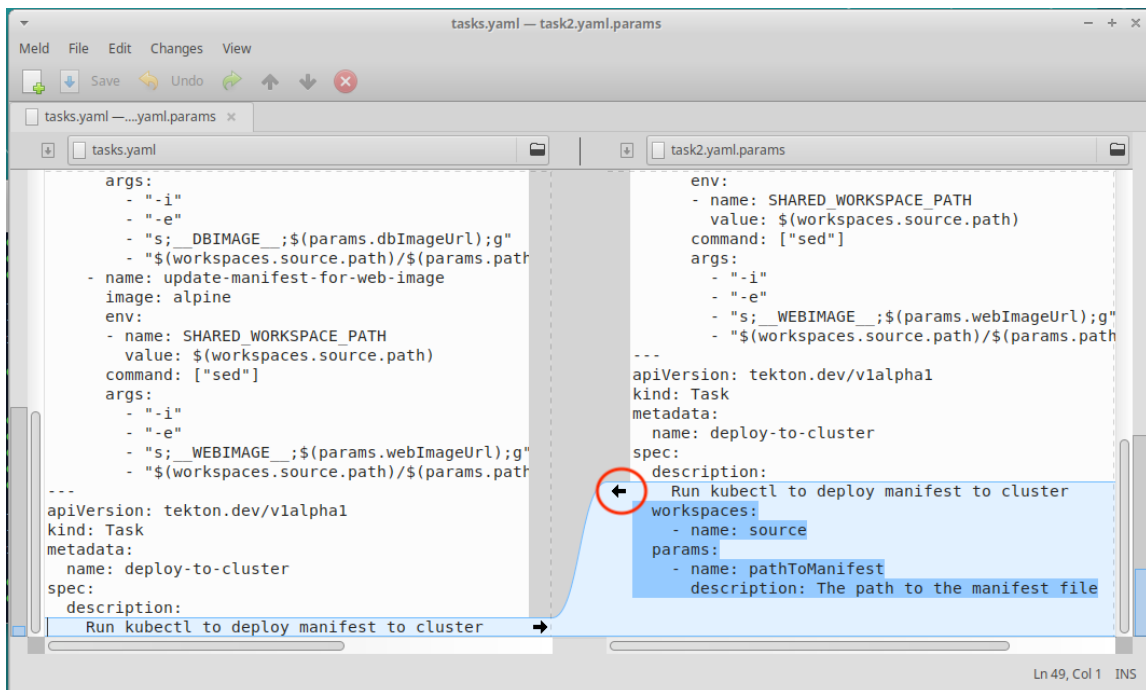 tasks.yaml — task2.yaml.params
Meld File Edit Changes View
Save Undo
tasks.yaml —....yaml.params ×
tasks.yaml
      args:
        - "-i"
        - "-e"
        - "s;__DBIMAGE__;$(params.dbImageUrl);g"
        - "$(workspaces.source.path)/$(params.path
    - name: update-manifest-for-web-image
      image: alpine
      env:
      - name: SHARED_WORKSPACE_PATH
        value: $(workspaces.source.path)
      command: ["sed"]
      args:
        - "-i"
        - "-e"
        - "s;__WEBIMAGE__;$(params.webImageUrl);g"
        - "$(workspaces.source.path)/$(params.path
---
apiVersion: tekton.dev/v1alpha1
kind: Task
metadata:
  name: deploy-to-cluster
spec:
  description:
    Run kubectl to deploy manifest to cluster
task2.yaml.params
      env:
      - name: SHARED_WORKSPACE_PATH
        value: $(workspaces.source.path)
      command: ["sed"]
      args:
        - "-i"
        - "-e"
        - "s;__WEBIMAGE__;$(params.webImageUrl);g"
        - "$(workspaces.source.path)/$(params.path
---
apiVersion: tekton.dev/v1alpha1
kind: Task
metadata:
  name: deploy-to-cluster
spec:
  description:
    Run kubectl to deploy manifest to cluster
  workspaces:
    - name: source
  params:
    - name: pathToManifest
      description: The path to the manifest file
Ln 49, Col 1 INS